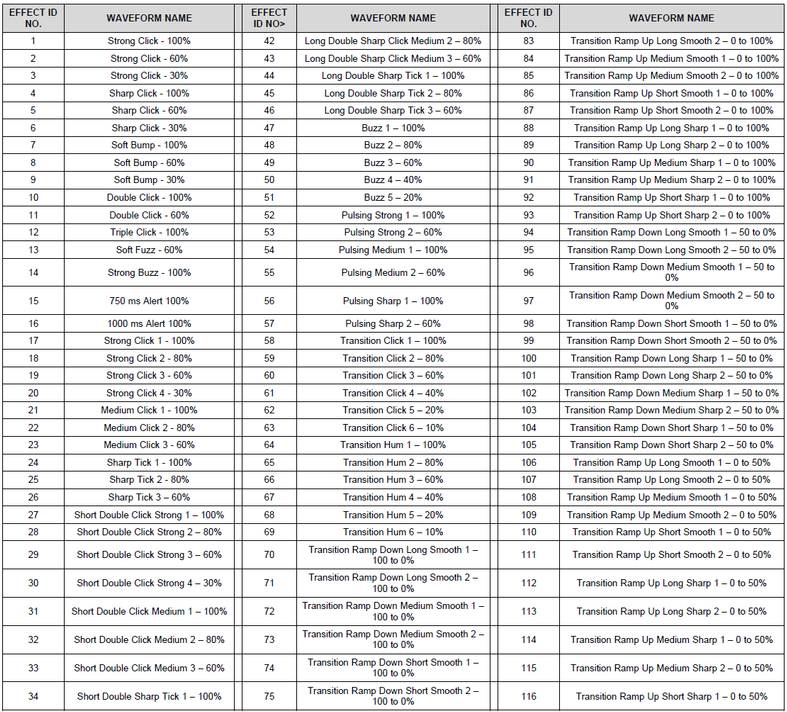 EFFECT ID NO. WAVEFORM NAME EFFECT ID NO> WAVEFORM NAME EFFECT ID NO. WAVEFORM NAME
1 Strong Click - 100% 42 Long Double Sharp Click Medium 2 – 80% 83 Transition Ramp Up Long Smooth 2 – 0 to 100%
2 Strong Click - 60% 43 Long Double Sharp Click Medium 3 – 60% 84 Transition Ramp Up Medium Smooth 1 – 0 to 100%
3 Strong Click - 30% 44 Long Double Sharp Tick 1 – 100% 85 Transition Ramp Up Medium Smooth 2 – 0 to 100%
4 Sharp Click - 100% 45 Long Double Sharp Tick 2 – 80% 86 Transition Ramp Up Short Smooth 1 – 0 to 100%
5 Sharp Click - 60% 46 Long Double Sharp Tick 3 – 60% 87 Transition Ramp Up Short Smooth 2 – 0 to 100%
6 Sharp Click - 30% 47 Buzz 1 – 100% 88 Transition Ramp Up Long Sharp 1 – 0 to 100%
7 Soft Bump - 100% 48 Buzz 2 – 80% 89 Transition Ramp Up Long Sharp 2 – 0 to 100%
8 Soft Bump - 60% 49 Buzz 3 – 60% 90 Transition Ramp Up Medium Sharp 1 – 0 to 100%
9 Soft Bump - 30% 50 Buzz 4 – 40% 91 Transition Ramp Up Medium Sharp 2 – 0 to 100%
10 Double Click - 100% 51 Buzz 5 – 20% 92 Transition Ramp Up Short Sharp 1 – 0 to 100%
11 Double Click - 60% 52 Pulsing Strong 1 – 100% 93 Transition Ramp Up Short Sharp 2 – 0 to 100%
12 Triple Click - 100% 53 Pulsing Strong 2 – 60% 94 Transition Ramp Down Long Smooth 1 – 50 to 0%
13 Soft Fuzz - 60% 54 Pulsing Medium 1 – 100% 95 Transition Ramp Down Long Smooth 2 – 50 to 0%
14 Strong Buzz - 100% 55 Pulsing Medium 2 – 60% 96 Transition Ramp Down Medium Smooth 1 – 50 to 0%
15 750 ms Alert 100% 56 Pulsing Sharp 1 – 100% 97 Transition Ramp Down Medium Smooth 2 – 50 to 0%
16 1000 ms Alert 100% 57 Pulsing Sharp 2 – 60% 98 Transition Ramp Down Short Smooth 1 – 50 to 0%
17 Strong Click 1 - 100% 58 Transition Click 1 – 100% 99 Transition Ramp Down Short Smooth 2 – 50 to 0%
18 Strong Click 2 - 80% 59 Transition Click 2 – 80% 100 Transition Ramp Down Long Sharp 1 – 50 to 0%
19 Strong Click 3 - 60% 60 Transition Click 3 – 60% 101 Transition Ramp Down Long Sharp 2 – 50 to 0%
20 Strong Click 4 - 30% 61 Transition Click 4 – 40% 102 Transition Ramp Down Medium Sharp 1 – 50 to 0%
21 Medium Click 1 - 100% 62 Transition Click 5 – 20% 103 Transition Ramp Down Medium Sharp 2 – 50 to 0%
22 Medium Click 2 - 80% 63 Transition Click 6 – 10% 104 Transition Ramp Down Short Sharp 1 – 50 to 0%
23 Medium Click 3 - 60% 64 Transition Hum 1 – 100% 105 Transition Ramp Down Short Sharp 2 – 50 to 0%
24 Sharp Tick 1 - 100% 65 Transition Hum 2 – 80% 106 Transition Ramp Up Long Smooth 1 – 0 to 50%
25 Sharp Tick 2 - 80% 66 Transition Hum 3 – 60% 107 Transition Ramp Up Long Smooth 2 – 0 to 50%
26 Sharp Tick 3 – 60% 67 Transition Hum 4 – 40% 108 Transition Ramp Up Medium Smooth 1 – 0 to 50%
27 Short Double Click Strong 1 – 100% 68 Transition Hum 5 – 20% 109 Transition Ramp Up Medium Smooth 2 – 0 to 50%
28 Short Double Click Strong 2 – 80% 69 Transition Hum 6 – 10% 110 Transition Ramp Up Short Smooth 1 – 0 to 50%
29 Short Double Click Strong 3 – 60% 70 Transition Ramp Down Long Smooth 1 – 100 to 0% 111 Transition Ramp Up Short Smooth 2 – 0 to 50%
30 Short Double Click Strong 4 – 30% 71 Transition Ramp Down Long Smooth 2 – 100 to 0% 112 Transition Ramp Up Long Sharp 1 – 0 to 50%
31 Short Double Click Medium 1 – 100% 72 Transition Ramp Down Medium Smooth 1 – 100 to 0% 113 Transition Ramp Up Long Sharp 2 – 0 to 50%
32 Short Double Click Medium 2 – 80% 73 Transition Ramp Down Medium Smooth 2 – 100 to 0% 114 Transition Ramp Up Medium Sharp 1 – 0 to 50%
33 Short Double Click Medium 3 – 60% 74 Transition Ramp Down Short Smooth 1 – 100 to 0% 115 Transition Ramp Up Medium Sharp 2 – 0 to 50%
34 Short Double Sharp Tick 1 – 100% 75 Transition Ramp Down Short Smooth 2 – 100 to 0% 116 Transition Ramp Up Short Sharp 1 – 0 to 50%